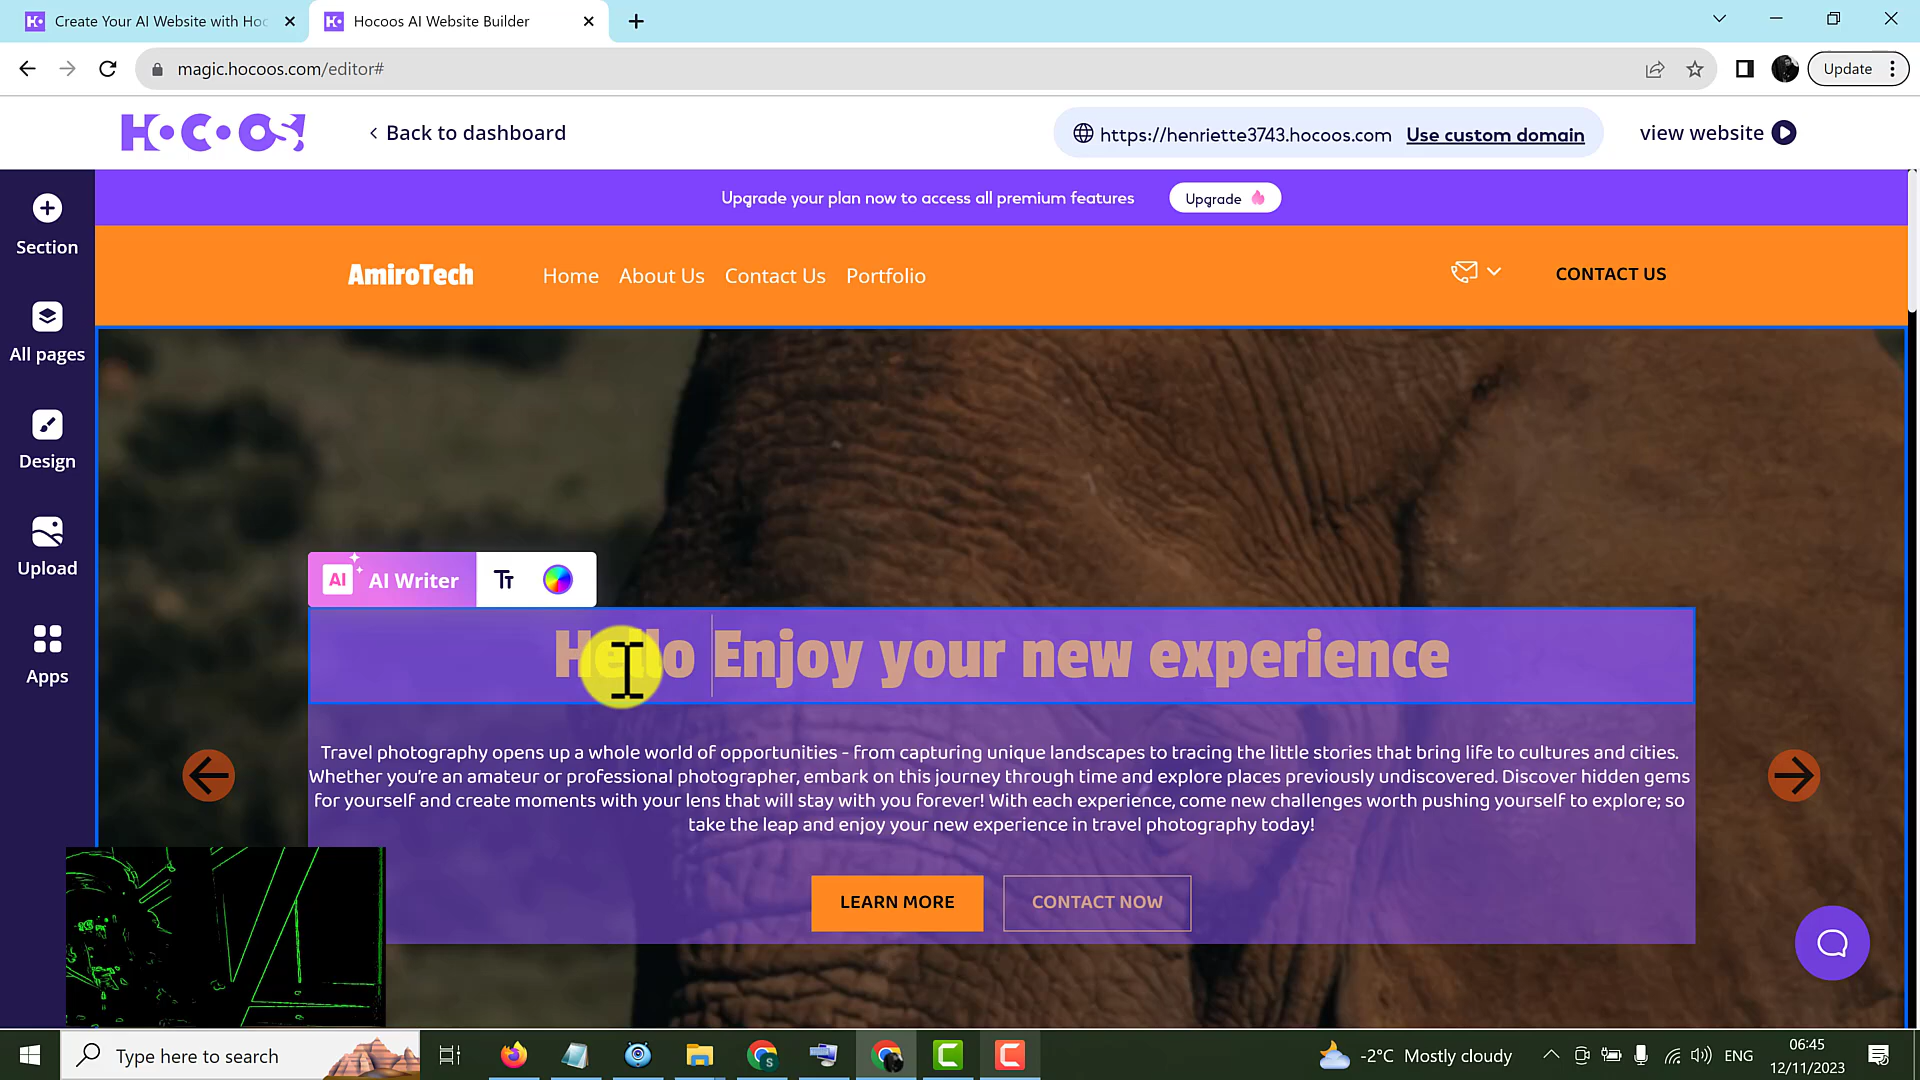 Create Your AI Website with Hoc
Hocoos AI Website Builder
magic.hocoos.com/editor#
Update
HOCOOS!
Back to dashboard
https://henriette3743.hocoos.com Use custom domain
view website
Section
All pages
Design
Upload
Apps
Upgrade your plan now to access all premium features
Upgrade
AmiroTech
Home About Us Contact Us Portfolio
CONTACT US
AI AI Writer
Hello Enjoy your new experience
Travel photography opens up a whole world of opportunities - from capturing unique landscapes to tracing the little stories that bring life to cultures and cities.
Whether you're an amateur or professional photographer, embark on this journey through time and explore places previously undiscovered. Discover hidden gems
for yourself and create moments with your lens that will stay with you forever! With each experience, come new challenges worth pushing yourself to explore; so
take the leap and enjoy your new experience in travel photography today!
LEARN MORE CONTACT NOW
Type here to search
-2°C Mostly cloudy
ENG
06:45
12/11/2023